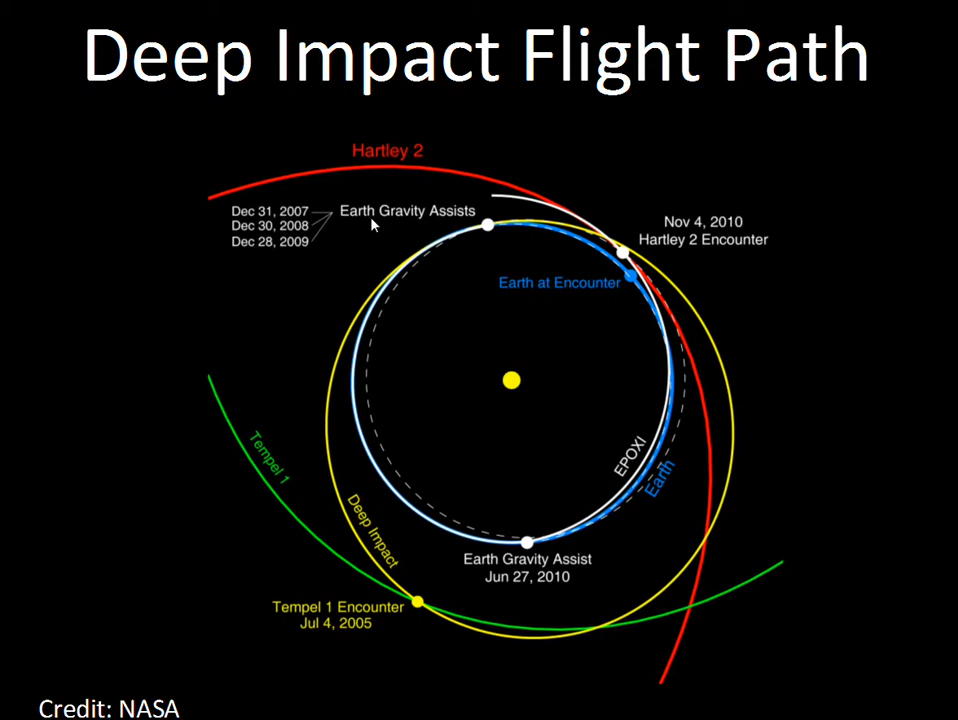 Deep Impact Flight Path
Hartley 2
Dec 31, 2007
Dec 30, 2008
Dec 28, 2009
Earth Gravity Assists
Nov 4, 2010
Hartley 2 Encounter
Earth at Encounter
Tempel 1
EPOXI
Earth
Deep Impact
Earth Gravity Assist
Jun 27, 2010
Tempel 1 Encounter
Jul 4, 2005
Credit: NASA